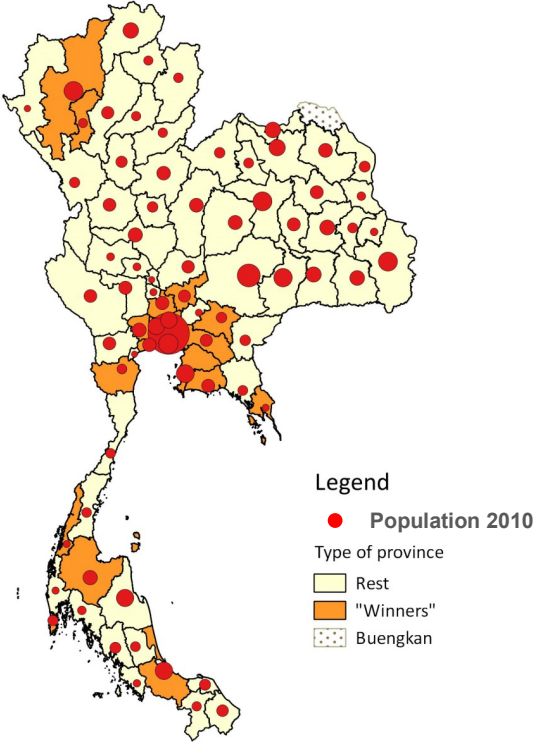 Legend
Population 2010
Type of province
Rest
"Winners"
Buengkan